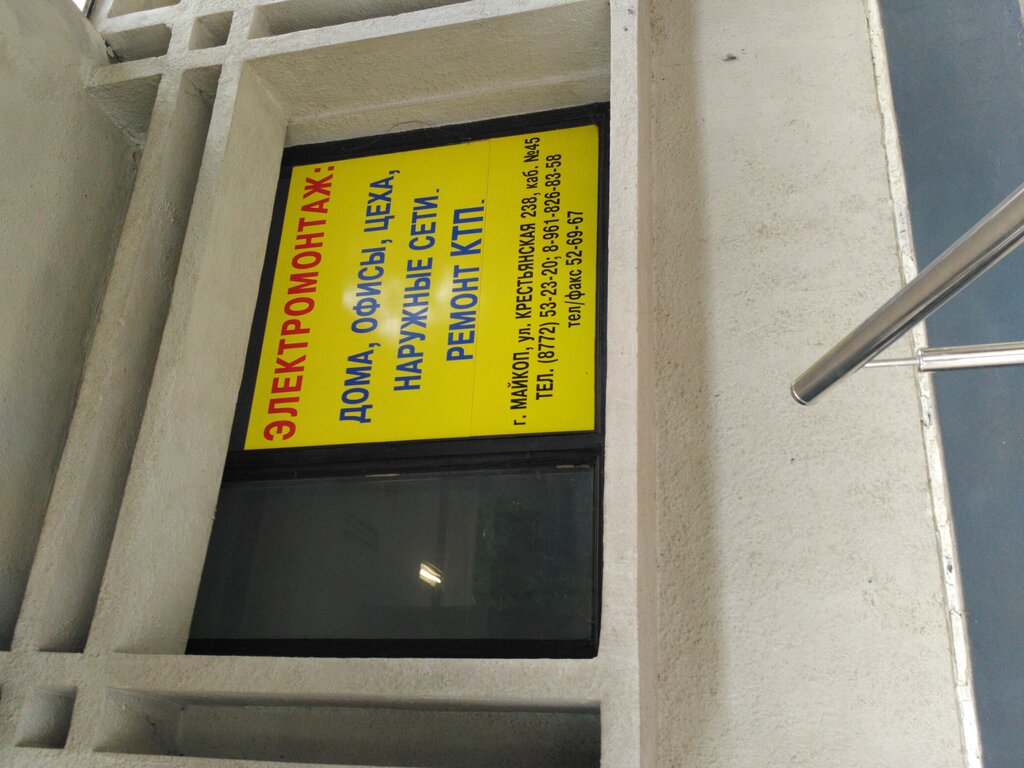 ЭЛЕКТРОМОНТАЖ:
ДОМА, ОФИСЫ, ЦЕХА,
НАРУЖНЫЕ СЕТИ.
РЕМОНТ КТП.
г. МАЙКОП, ул. КРЕСТЬЯНСКАЯ 238, каб. №45
ТЕЛ. (8772) 53-23-20; 8-961-826-83-58
тел/факс 52-69-67